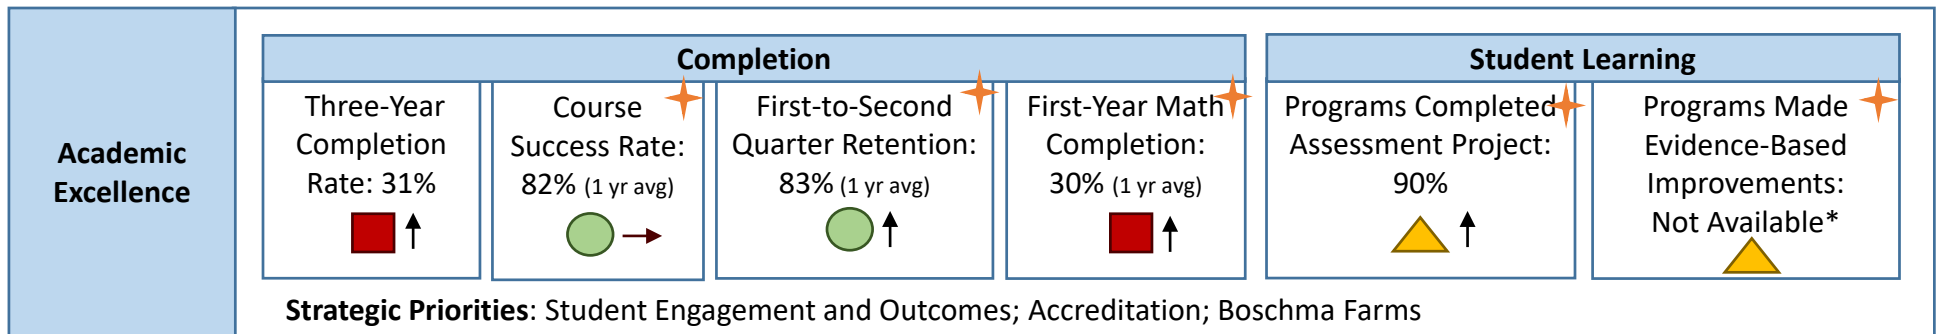 Academic
Excellence
Completion
Three-Year
Completion
Rate: 31%
Course
Success Rate:
82% (1 yr avg)
First-to-Second
Quarter Retention:
83% (1 yr avg)
First-Year Math
Completion:
30% (1 yr avg)
Student Learning
Programs Completed
Assessment Project:
90%
Programs Made
Evidence-Based
Improvements:
Not Available*
Strategic Priorities: Student Engagement and Outcomes; Accreditation; Boschma Farms